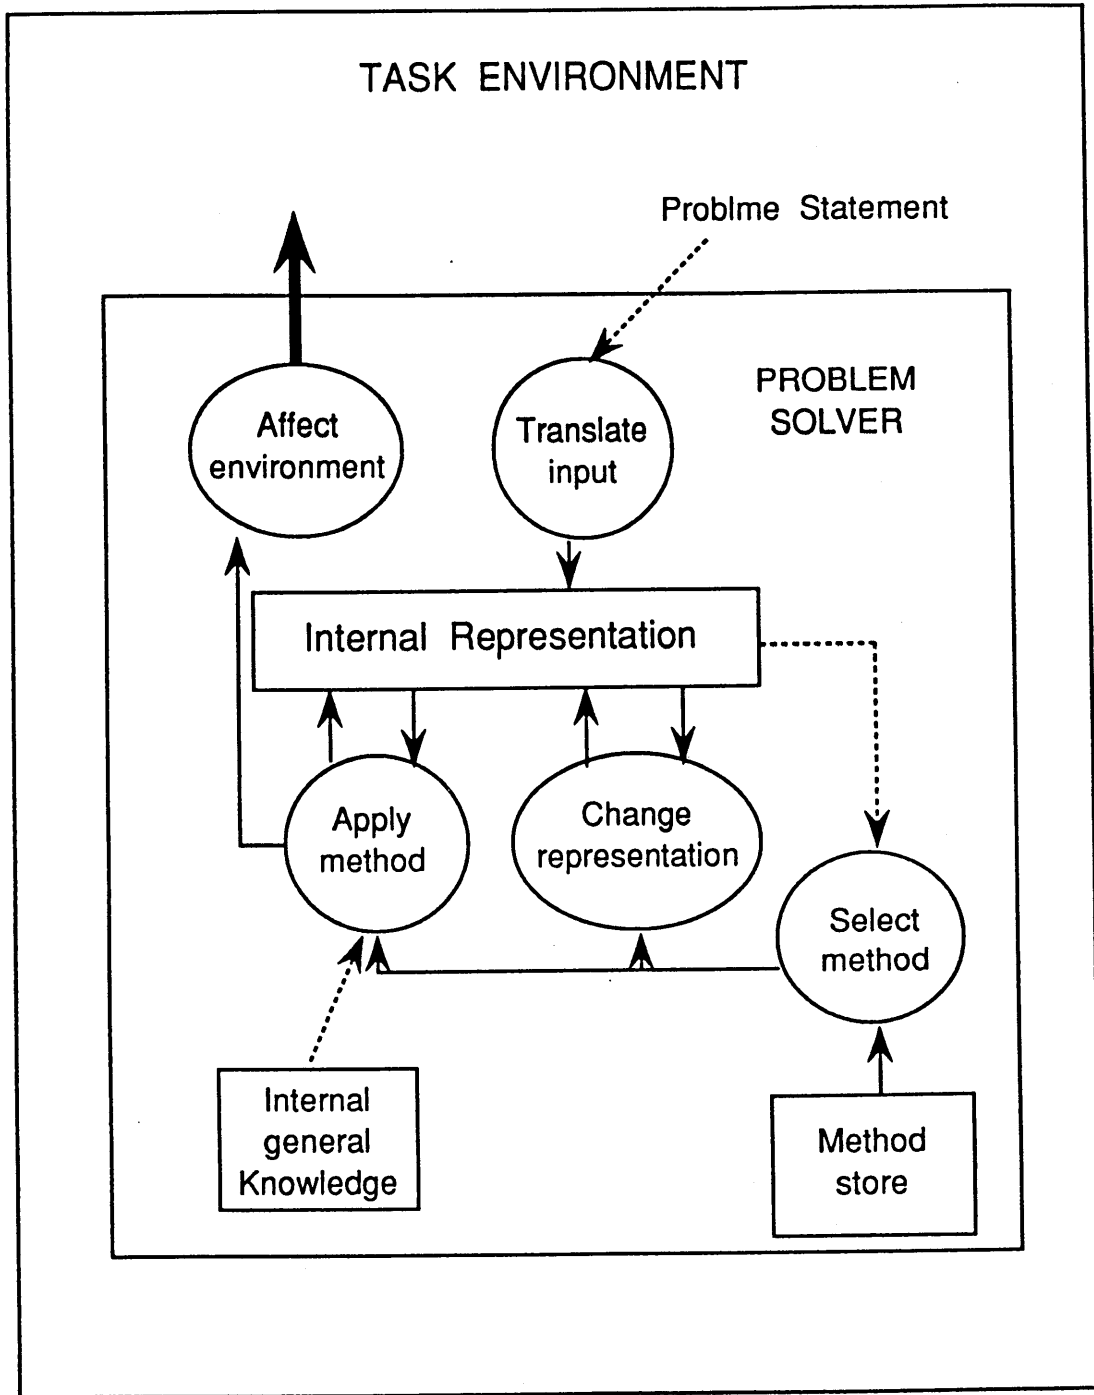 TASK ENVIRONMENT
Problme Statement
PROBLEM
SOLVER
Affect
environment
Translate
input
Internal Representation
Apply
method
Change
representation
Select
method
Internal
general
Knowledge
Method
store